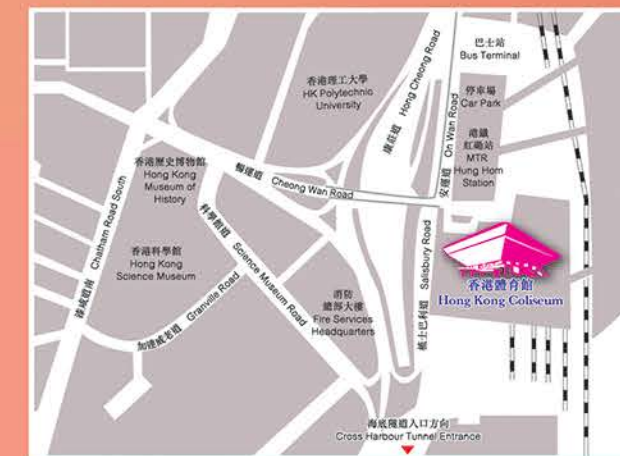 巴士站
Bus Terminal
香港理工大學
HK Polytechnic
University
康莊道 Hong Cheong Road
停車場
Car Park
港鐵
紅磡站
MTR
Hung Hom
Station
安運道 On Wan Road
香港歷史博物館
Hong Kong
Museum of
History
暢運道 Cheong Wan Road
漆咸道南 Chatham Road South
科學館道 Science Museum Road
香港科學館
Hong Kong
Science Museum
加連威老道 Granville Road
消防
總部大樓
Fire Services
Headquarters
梳士巴利道 Salisbury Road
香港體育館
Hong Kong Coliseum
海底隧道入口方向
Cross Harbour Tunnel Entrance